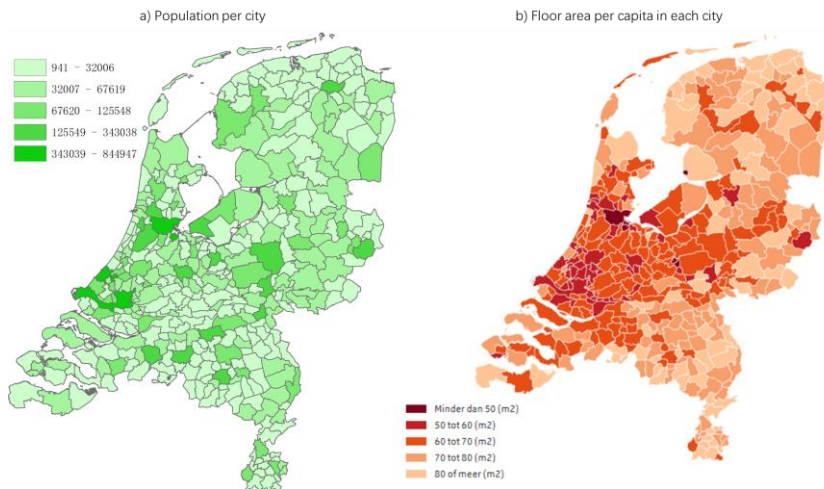 a) Population per city
b) Floor area per capita in each city
941 - 32006
32007 - 67619
67620 - 125548
125549 - 343038
343039 - 844947
Minder dan 50 (m2)
50 tot 60 (m2)
60 tot 70 (m2)
70 tot 80 (m2)
80 of meer (m2)